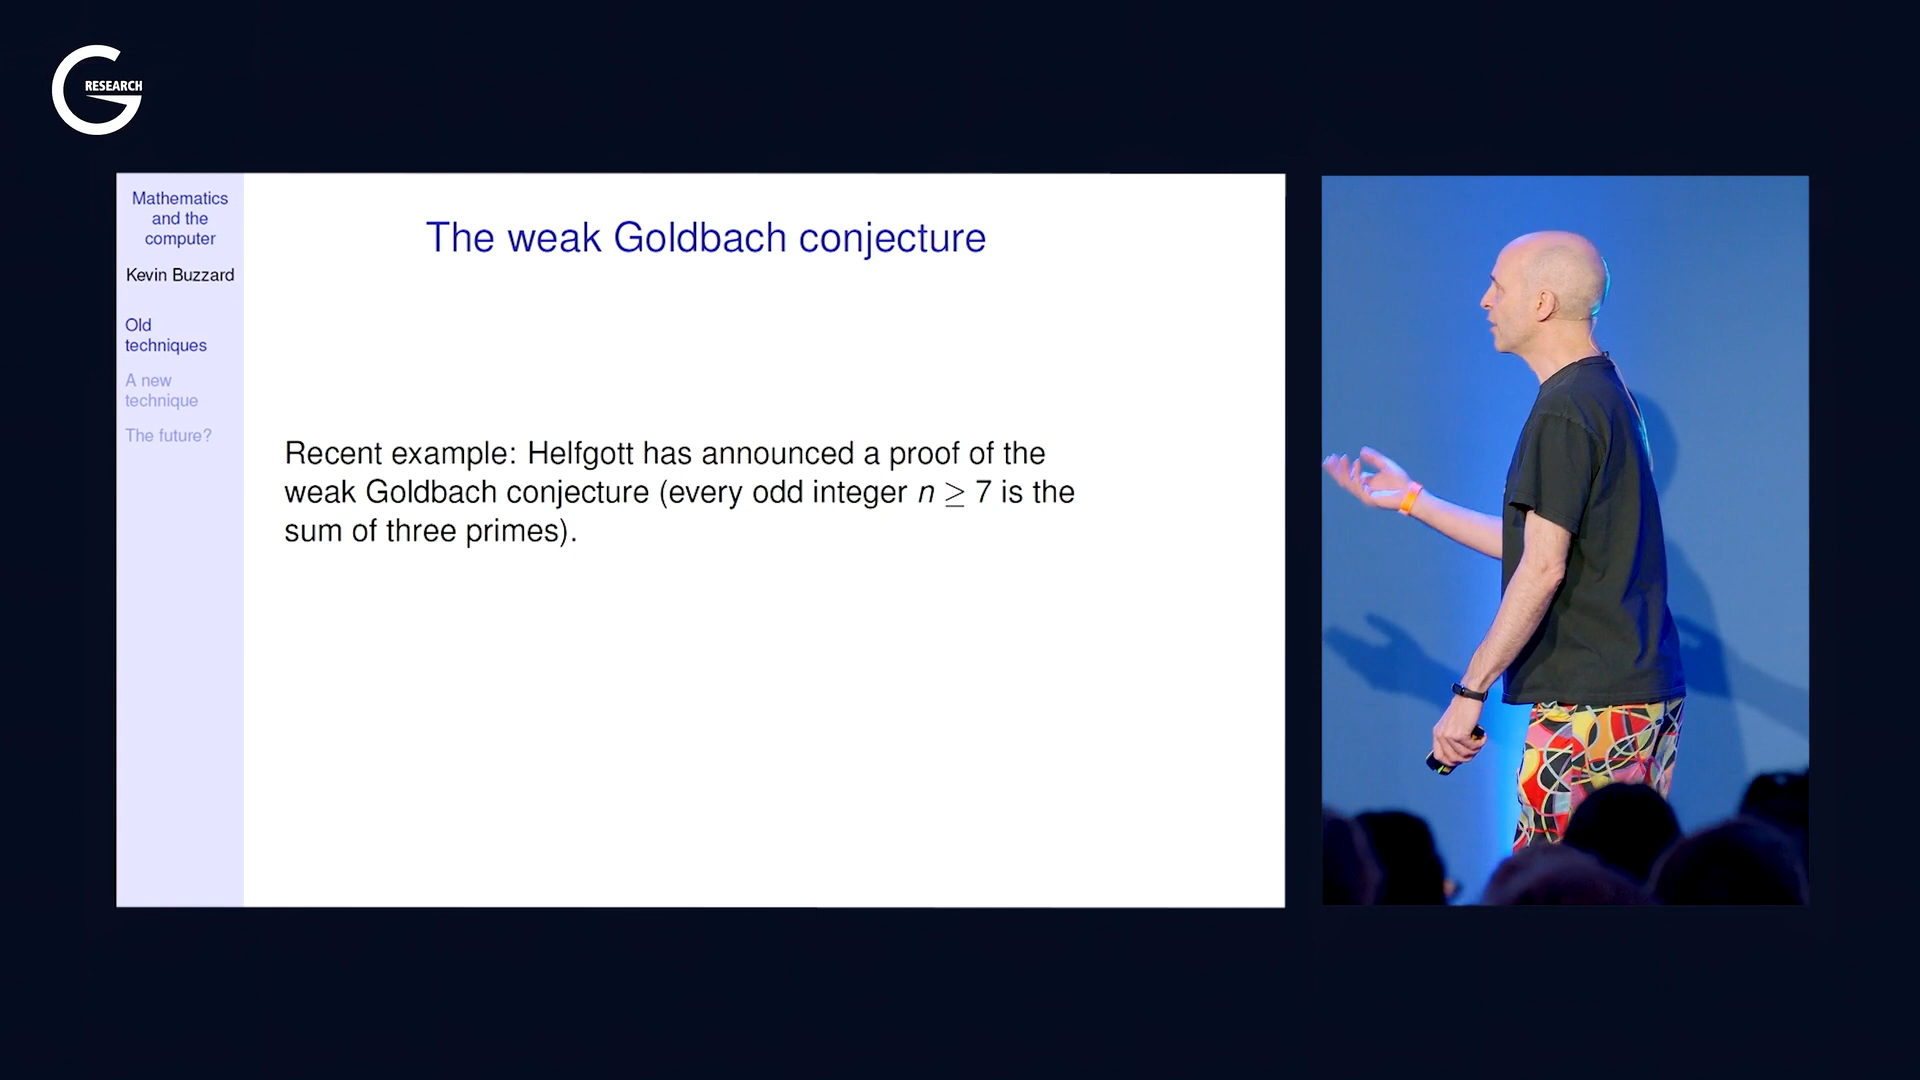 RESEARCH
Mathematics
and the
computer
Kevin Buzzard
Old
techniques
A new
technique
The future?
The weak Goldbach conjecture
Recent example: Helfgott has announced a proof of the
weak Goldbach conjecture (every odd integer n ≥ 7 is the
sum of three primes).